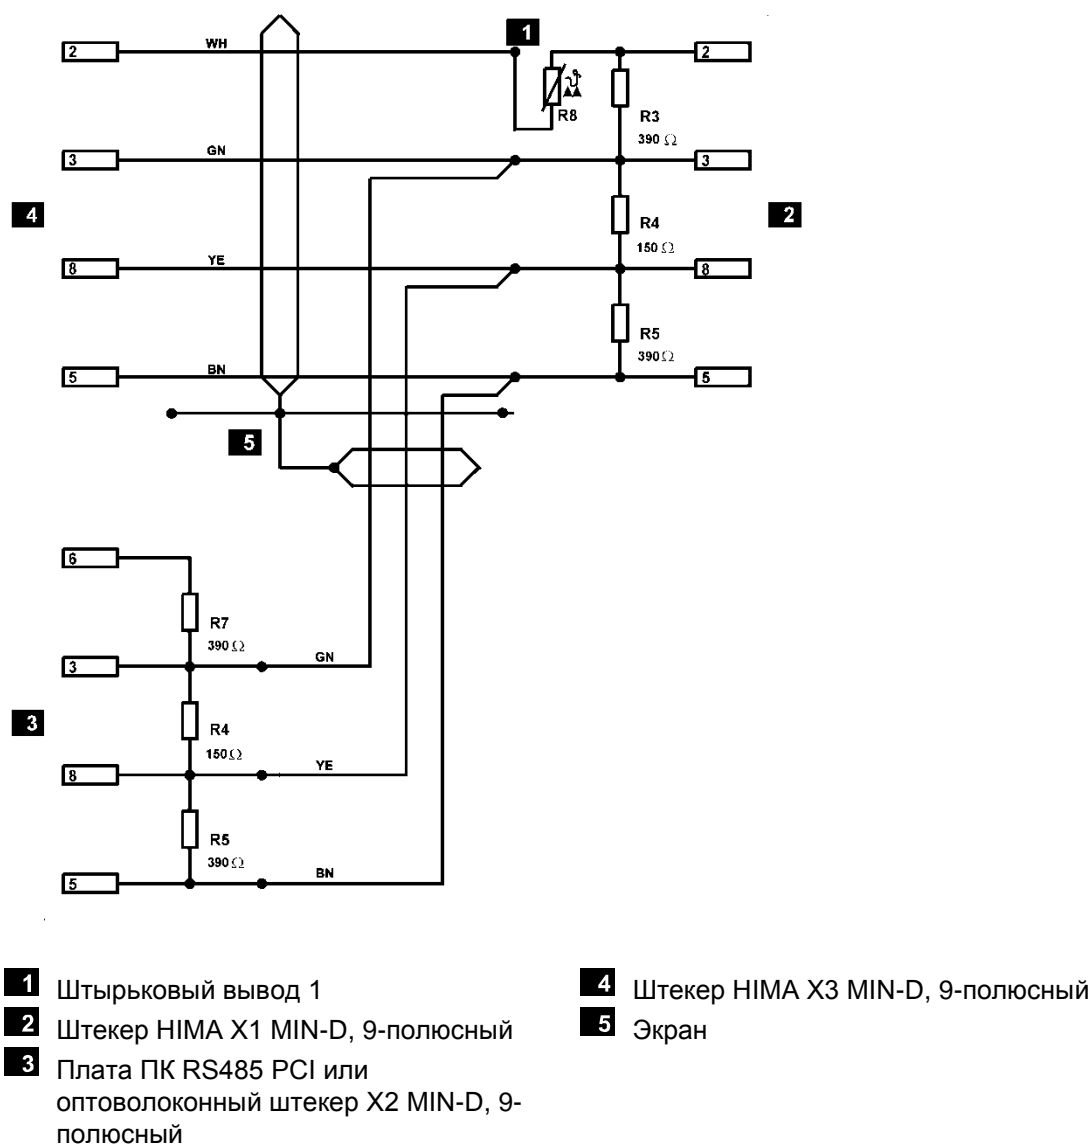 1
2 WH 2
R8
R3
390 Ω
3 GN 3
4 2
R4
150 Ω
8 YE 8
R5
390 Ω
5 BN 5
5
6
R7
390 Ω
3 GN
3
R4
150 Ω
8 YE
R5
390 Ω
5 BN
1 Штырьковый вывод 1
2 Штекер HIMA X1 MIN-D, 9-полюсный
3 Плата ПК RS485 PCI или
оптоволоконный штекер X2 MIN-D, 9-
полюсный
4 Штекер HIMA X3 MIN-D, 9-полюсный
5 Экран